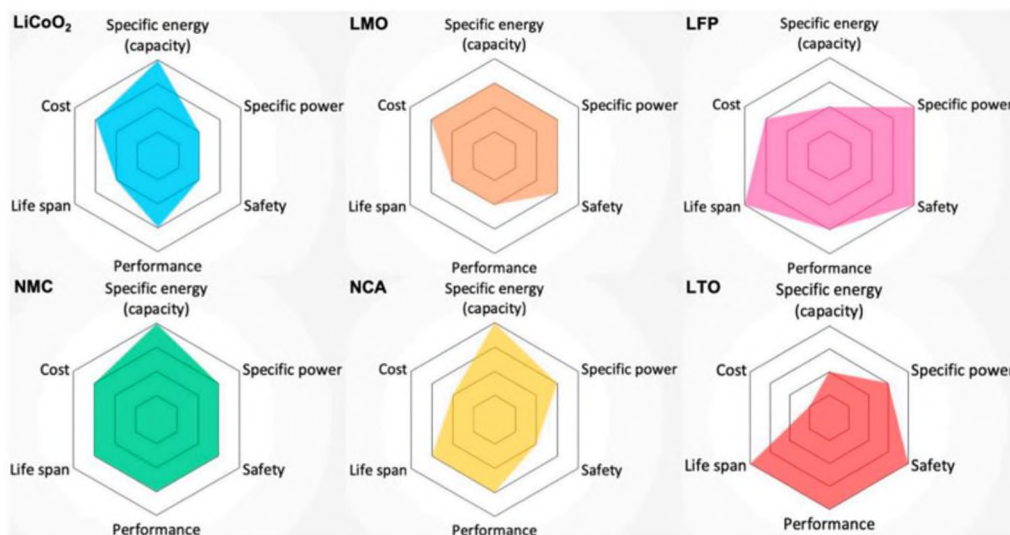 LiCoO₂
Specific energy
(capacity)
Cost
Specific power
Life span
Safety
Performance
LMO
Specific energy
(capacity)
Cost
Specific power
Life span
Safety
Performance
LFP
Specific energy
(capacity)
Cost
Specific power
Life span
Safety
Performance
NMC
Specific energy
(capacity)
Cost
Specific power
Life span
Safety
Performance
NCA
Specific energy
(capacity)
Cost
Specific power
Life span
Safety
Performance
LTO
Specific energy
(capacity)
Cost
Specific power
Life span
Safety
Performance